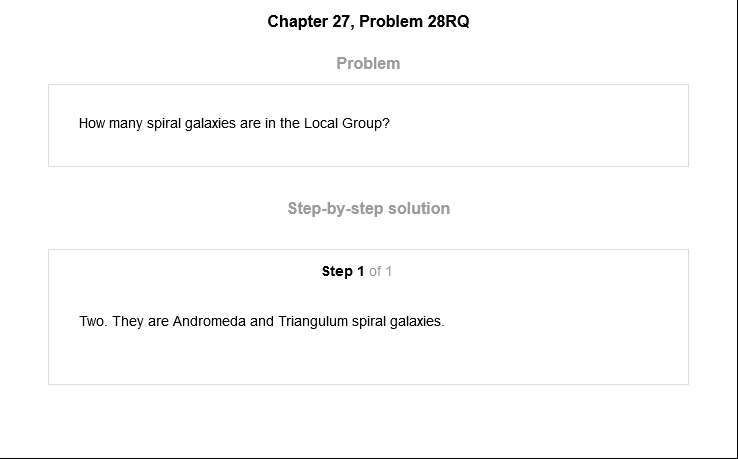 Chapter 27, Problem 28RQ
Problem
How many spiral galaxies are in the Local Group?
Step-by-step solution
Step 1 of 1
Two. They are Andromeda and Triangulum spiral galaxies.